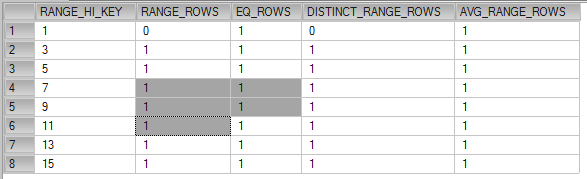 RANGE_HI_KEY RANGE_ROWS EQ_ROWS DISTINCT_RANGE_ROWS AVG_RANGE_ROWS
1 1 0 1 0 1
2 3 1 1 1 1
3 5 1 1 1 1
4 7 1 1 1 1
5 9 1 1 1 1
6 11 1 1 1 1
7 13 1 1 1 1
8 15 1 1 1 1